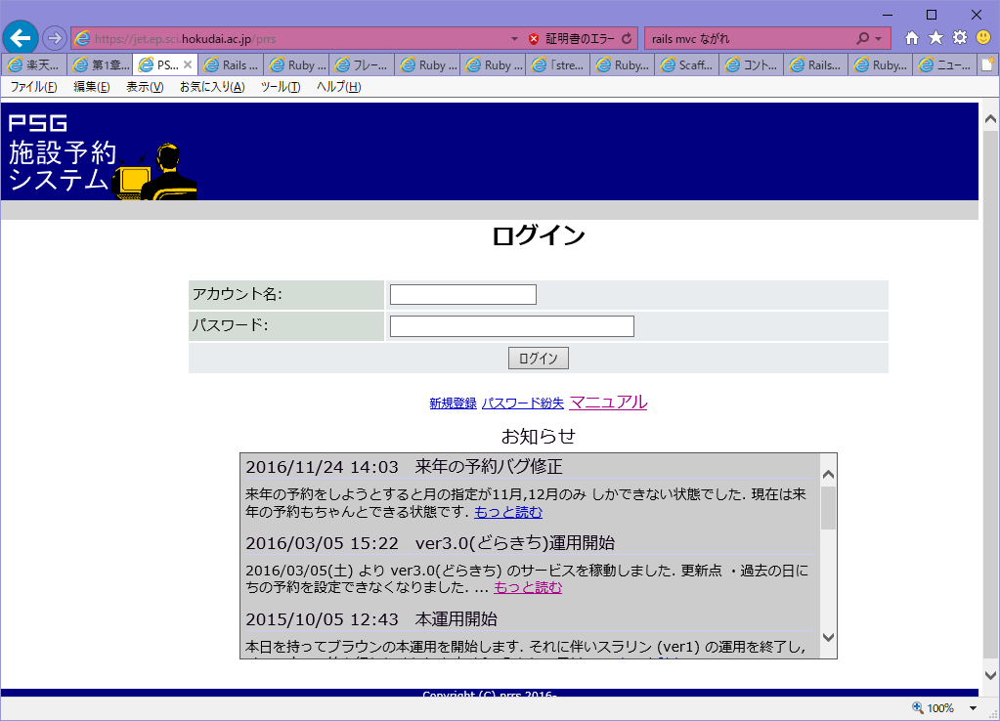 https://jet.ep.sci.hokudai.ac.jp/prrs
証明書のエラー
rails mvc ながれ
楽天...
第1章...
PS...
Rails ...
Ruby ...
フレー...
Ruby ...
Ruby ...
「stre...
Ruby...
Scaff...
コント...
Rails...
Ruby...
ニュー...
ファイル(F) 編集(E) 表示(V) お気に入り(A) ツール(T) ヘルプ(H)
PSG
施設予約
システム
ログイン
アカウント名:
パスワード:
ログイン
新規登録 パスワード紛失 マニュアル
お知らせ
2016/11/24 14:03 来年の予約バグ修正
来年の予約をしようとすると月の指定が11月,12月のみ しかできない状態でした. 現在は来
年の予約もちゃんとできる状態です. もっと読む
2016/03/05 15:22 ver3.0(どらきち)運用開始
2016/03/05(土) より ver3.0(どらきち) のサービスを稼動しました. 更新点 ・過去の日に
ちの予約を設定できなくなりました. ... もっと読む
2015/10/05 12:43 本運用開始
本日を持ってブラウンの本運用を開始します. それに伴いスラリン (ver1) の運用を終了し,
Copyright (C) prrs 2016-
100%